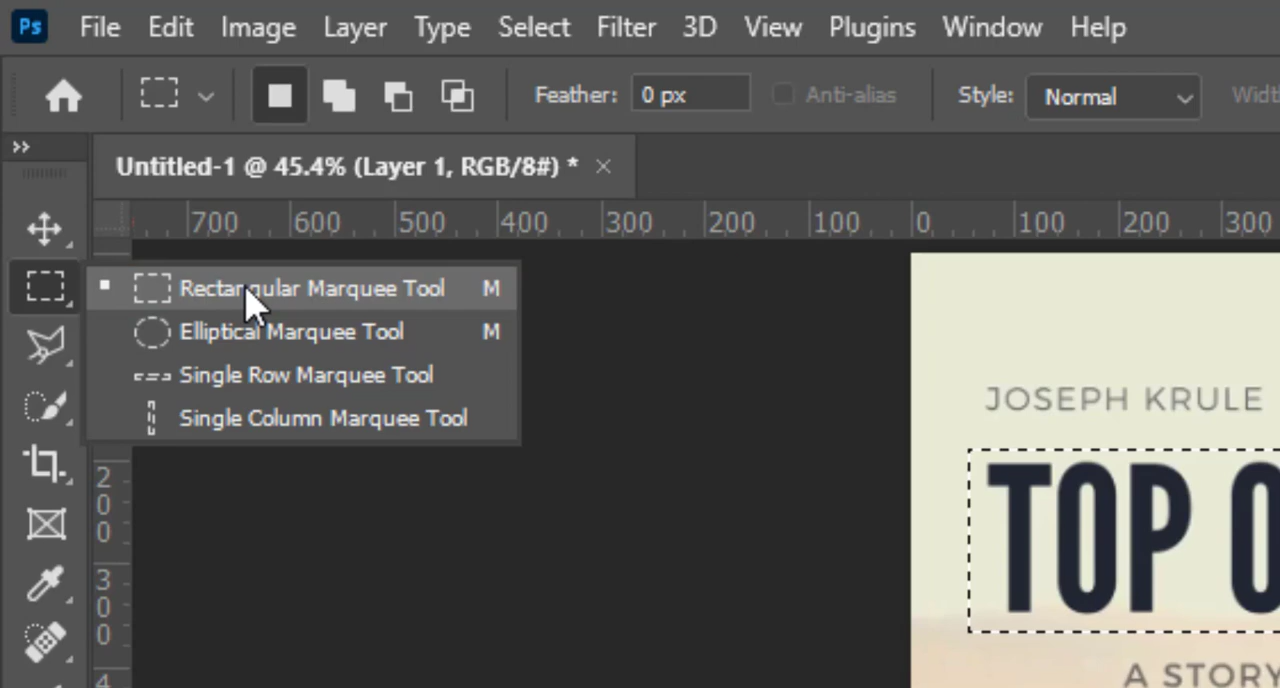 Ps File Edit Image Layer Type Select Filter 3D View Plugins Window Help
Feather: 0 px Anti-alias Style: Normal
Untitled-1 @ 45.4% (Layer 1, RGB/8#) * ×
700 600 500 400 300 200 100 0 100 200 300
Rectangular Marquee Tool M
Elliptical Marquee Tool M
Single Row Marquee Tool
Single Column Marquee Tool
JOSEPH KRULE
200
TOP O
300
A STORY
4